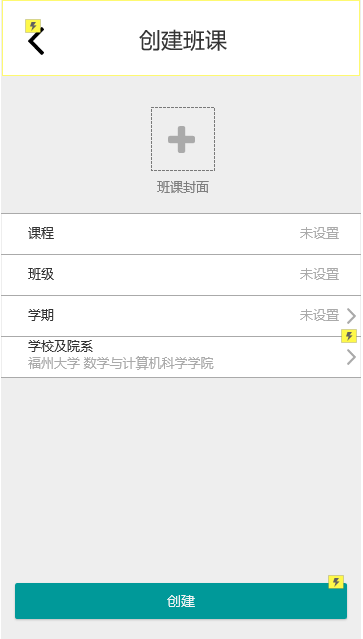 创建班课
班课封面
课程 未设置
班级 未设置
学期 未设置
学校及院系
福州大学 数学与计算机科学学院
创建